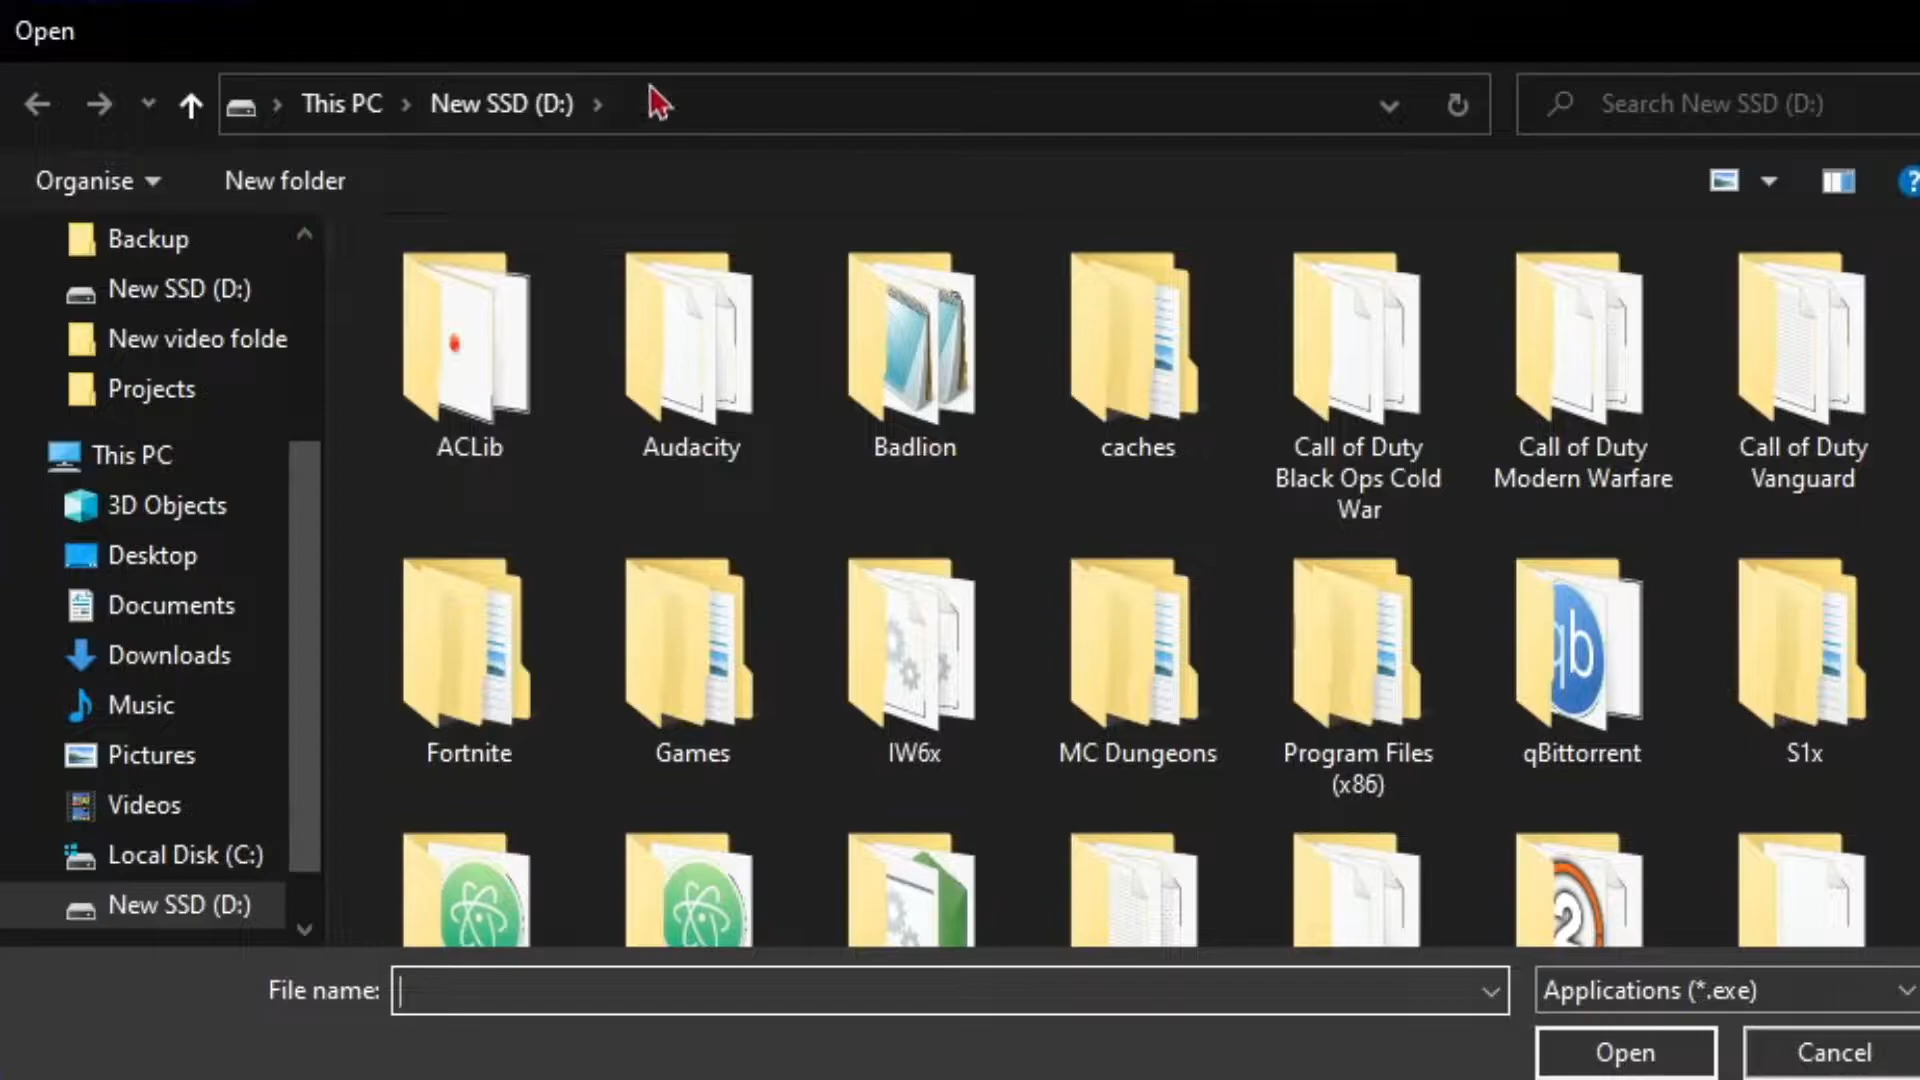 Open
This PC
New SSD (D:)
Search New SSD (D:)
Organise
New folder
?
Backup
New SSD (D:)
New video folde
Projects
This PC
3D Objects
Desktop
Documents
Downloads
Music
Pictures
Videos
Local Disk (C:)
New SSD (D:)
ACLib
Audacity
Badlion
caches
Call of Duty
Black Ops Cold
War
Call of Duty
Modern Warfare
Call of Duty
Vanguard
Fortnite
Games
IW6x
MC Dungeons
Program Files
(x86)
qb
qBittorrent
S1x
2
File name:
Applications (*.exe)
Open
Cancel